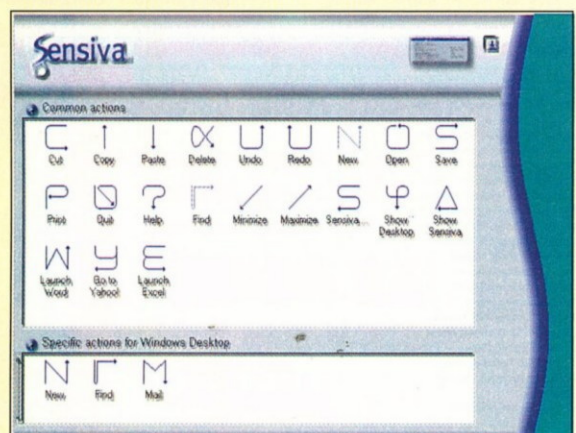 Sensiva
Common actions
Cut Copy Paste Delete Undo Redo New Open Save
Print Quit Help Find Minimize Maximize Sensiva... Show Desktop Show Sensiva
Launch Word Go to Yahoo! Launch Excel
Specific actions for Windows Desktop
New Find Mail